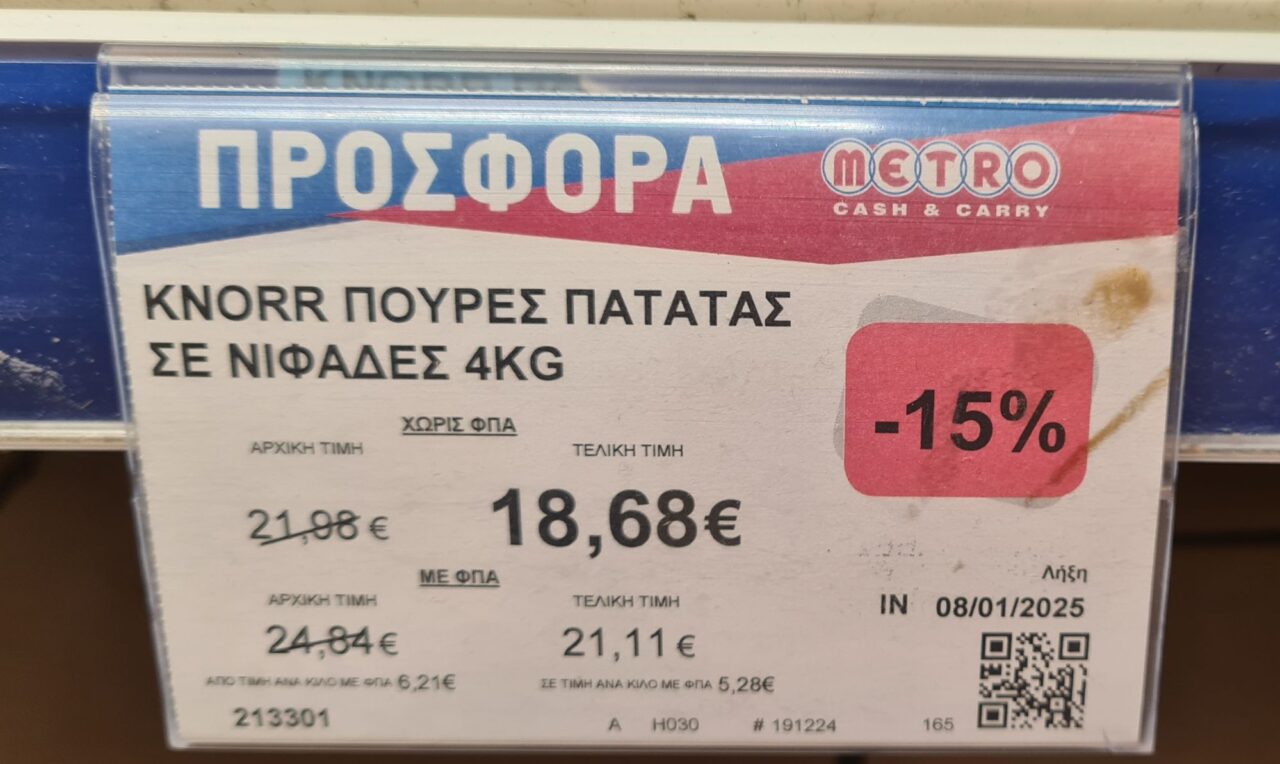 ΠΡΟΣΦΟΡΑ
METRO
CASH & CARRY
KNORR ΠΟΥΡΕΣ ΠΑΤΑΤΑΣ
ΣΕ ΝΙΦΑΔΕΣ 4KG
-15%
ΧΩΡΙΣ ΦΠΑ
ΑΡΧΙΚΗ ΤΙΜΗ ΤΕΛΙΚΗ ΤΙΜΗ
21,98 € 18,68€
ΜΕ ΦΠΑ
ΑΡΧΙΚΗ ΤΙΜΗ ΤΕΛΙΚΗ ΤΙΜΗ
24,84 € 21,11 €
ΑΠΟ ΤΙΜΗ ΑΝΑ ΚΙΛΟ ΜΕ ΦΠΑ 6,21€ ΣΕ ΤΙΜΗ ΑΝΑ ΚΙΛΟ ΜΕ ΦΠΑ 5,28€
Λήξη
IN 08/01/2025
213301 A H030 # 191224 165